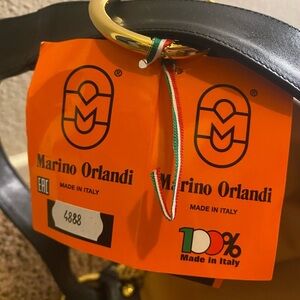 ®
Marino Orlandi
MADE IN ITALY
EAC
4888
®
Marino Orlandi
MADE IN ITALY
100%
Made in Italy